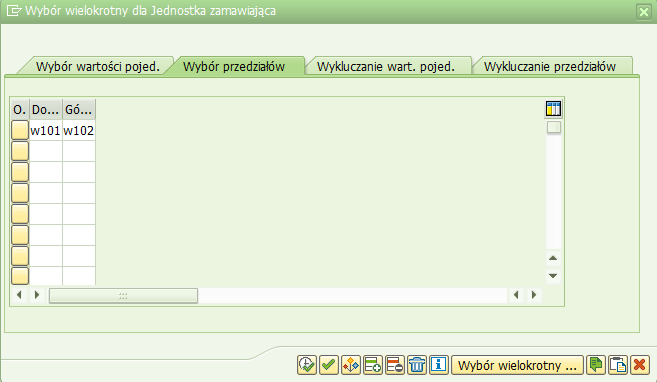 Wybór wielokrotny dla Jednostka zamawiająca
Wybór wartości pojed. Wybór przedziałów Wykluczanie wart. pojed. Wykluczanie przedziałów
O. Do... Gó...
w101 w102
Wybór wielokrotny ...